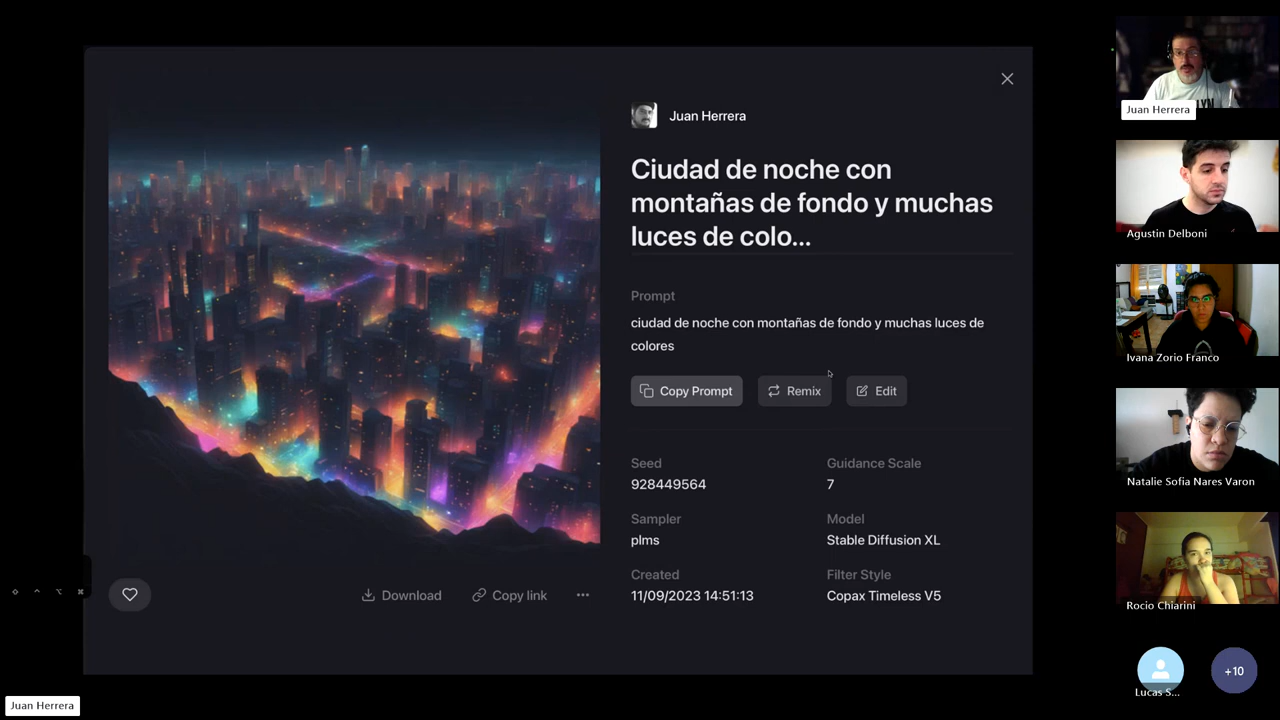 Juan Herrera
Ciudad de noche con
montañas de fondo y muchas
luces de colo...
Prompt
ciudad de noche con montañas de fondo y muchas luces de
colores
Copy Prompt
Remix
Edit
Seed
Guidance Scale
928449564
7
Sampler
Model
plms
Stable Diffusion XL
Created
Filter Style
11/09/2023 14:51:13
Copax Timeless V5
Download
Copy link
Juan Herrera
Juan Herrera
Agustin Delboni
Ivana Zorio Franco
Natalie Sofia Nares Varon
Rocio Chiarini
Lucas S...
+10